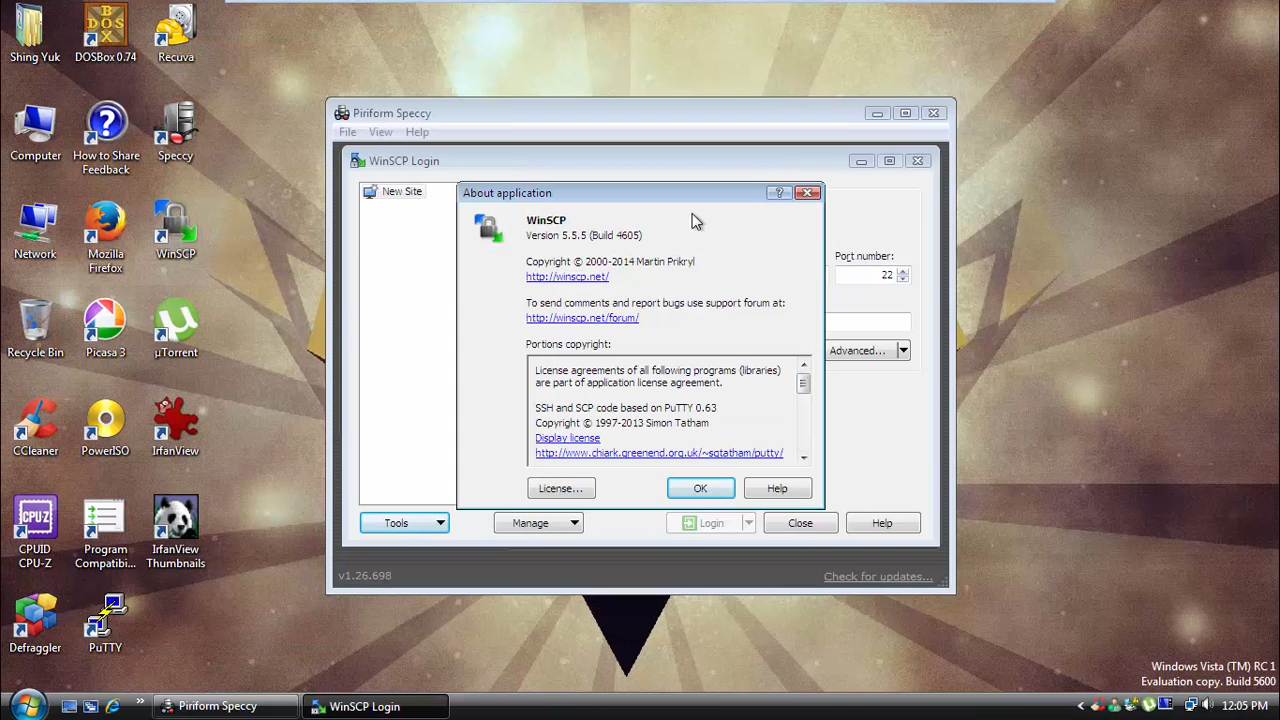 Shing Yuk
DOSBox 0.74
Recuva
Computer
How to Share
Feedback
Speccy
Network
Mozilla
Firefox
WinSCP
Recycle Bin
Picasa 3
µTorrent
CCleaner
PowerISO
IrfanView
CPUID
CPU-Z
Program
Compatibi...
IrfanView
Thumbnails
Defraggler
PuTTY
Piriform Speccy
File View Help
WinSCP Login
New Site
Port number:
22
Advanced...
About application
WinSCP
Version 5.5.5 (Build 4605)
Copyright © 2000-2014 Martin Prikryl
http://winscp.net/
To send comments and report bugs use support forum at:
http://winscp.net/forum/
Portions copyright:
License agreements of all following programs (libraries)
are part of application license agreement.
SSH and SCP code based on PuTTY 0.63
Copyright © 1997-2013 Simon Tatham
Display license
http://www.chiark.greenend.org.uk/~sgtatham/putty/
License... OK Help
Tools Manage Login Close Help
v1.26.698 Check for updates...
Windows Vista (TM) RC 1
Evaluation copy. Build 5600
Piriform Speccy WinSCP Login 12:05 PM